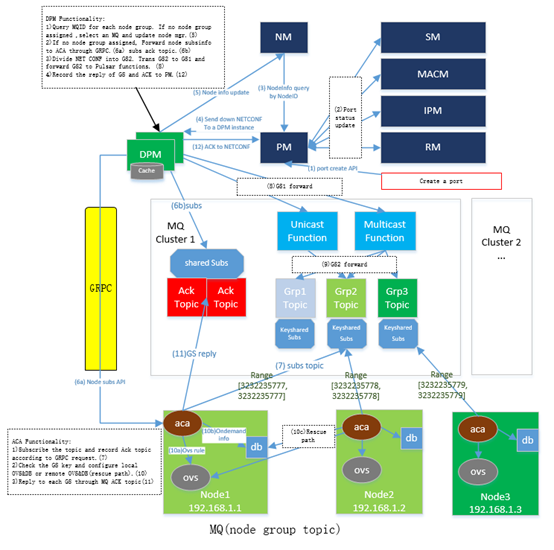 DPM Functionality:
1)Query MQID for each node group. If no node group
assigned ,select an MQ and update node mgr.(5)
2)If no node group assigned, Forward node subsinfo
to ACA through GRPC.(6a) subs ack topic.(6b)
3)Divide NET CONF into GS2. Trans GS2 to GS1 and
forward GS2 to Pulsar functions. (8)
4)Record the reply of GS and ACK to PM.(12)
NM
SM
MACM
IPM
RM
(5) Node info update
(3) NodeInfo query
by NodeID
(2)Port
status
update
(4) Send down NETCONF
To a DPM instance
(12) ACK to NETCONF
PM
DPM
Cache
(1) port create API
Create a port
(8)GS1 forward
(6b)subs
MQ
Cluster 1
Unicast
Function
Multicast
Function
MQ
Cluster 2
...
shared Subs
(9)GS2 forward
GRPC
Ack
Topic
Ack
Topic
Grp1
Topic
Grp2
Topic
Grp3
Topic
Keyshared
Subs
Keyshared
Subs
Keyshared
Subs
(11)GS reply
(7) subs topic
(6a) Node subs API
Range
[3232235777,
3232235777]
Range
[3232235778,
3232235778]
Range
[3232235779,
3232235779]
ACA Functionality:
1)Subscribe the topic and record Ack topic
according to GRPC request.(7)
2)Check the GS key and configure local
OVS&DB or remote OVS&DB(rescue path).(10)
3)Reply to each GS through MQ ACK topic(11)
aca
(10b)Ondemand
info
db
(10a)Ovs rule
ovs
Node1
192.168.1.1
(10c)Rescue
path
aca
db
ovs
Node2
192.168.1.2
aca
db
ovs
Node3
192.168.1.3
MQ(node group topic)